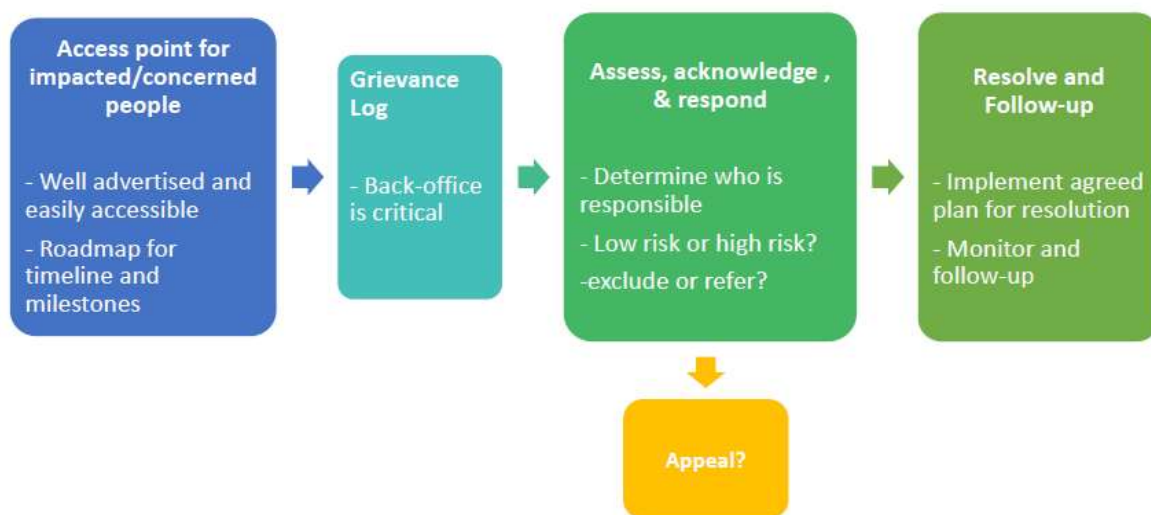 Access point for
impacted/concerned
people
- Well advertised and
easily accessible
- Roadmap for
timeline and
milestones
Grievance
Log
- Back-office
is critical
Assess, acknowledge ,
& respond
- Determine who is
responsible
- Low risk or high risk?
-exclude or refer?
Resolve and
Follow-up
- Implement agreed
plan for resolution
- Monitor and
follow-up
Appeal?